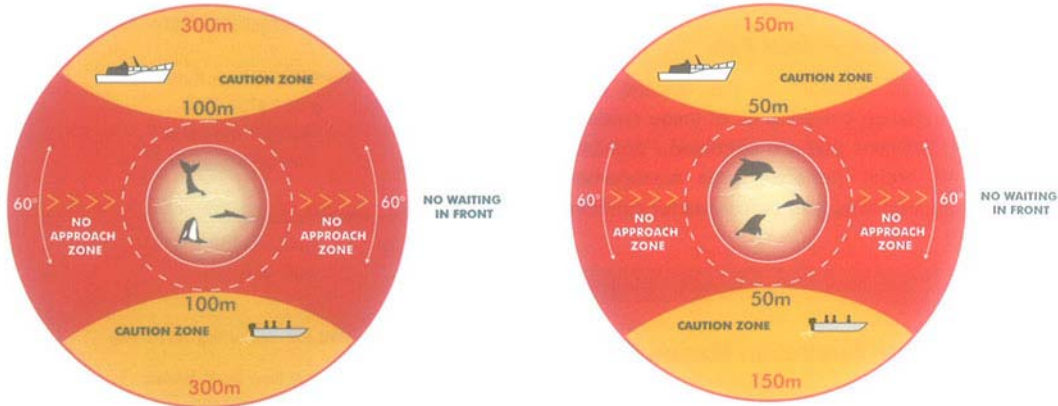 300m
CAUTION ZONE
100m
60°
NO
APPROACH
ZONE
NO
APPROACH
ZONE
60°
NO WAITING
IN FRONT
100m
CAUTION ZONE
300m
150m
CAUTION ZONE
50m
60°
NO
APPROACH
ZONE
NO
APPROACH
ZONE
60°
NO WAITING
IN FRONT
50m
CAUTION ZONE
150m